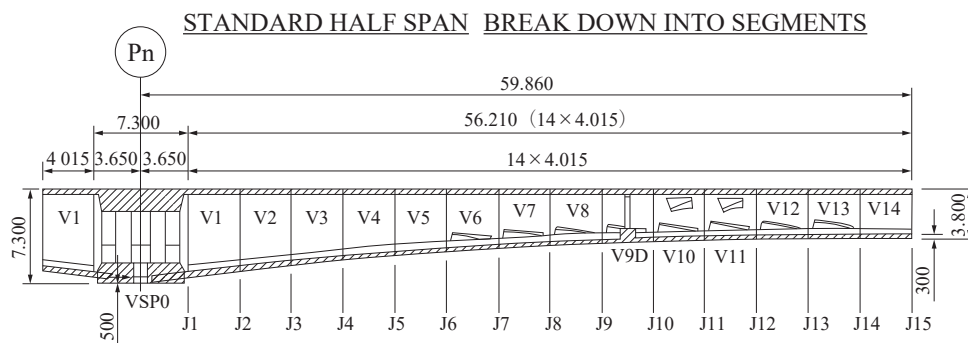 STANDARD HALF SPAN BREAK DOWN INTO SEGMENTS
Pn
59.860
7.300
56.210（14×4.015）
4 015
3.650
3.650
14×4.015
7.300
V1
V1
V2
V3
V4
V5
V6
V7
V8
V12
V13
V14
3.800
V9D
V10
V11
VSP0
500
300
J1
J2
J3
J4
J5
J6
J7
J8
J9
J10
J11
J12
J13
J14
J15